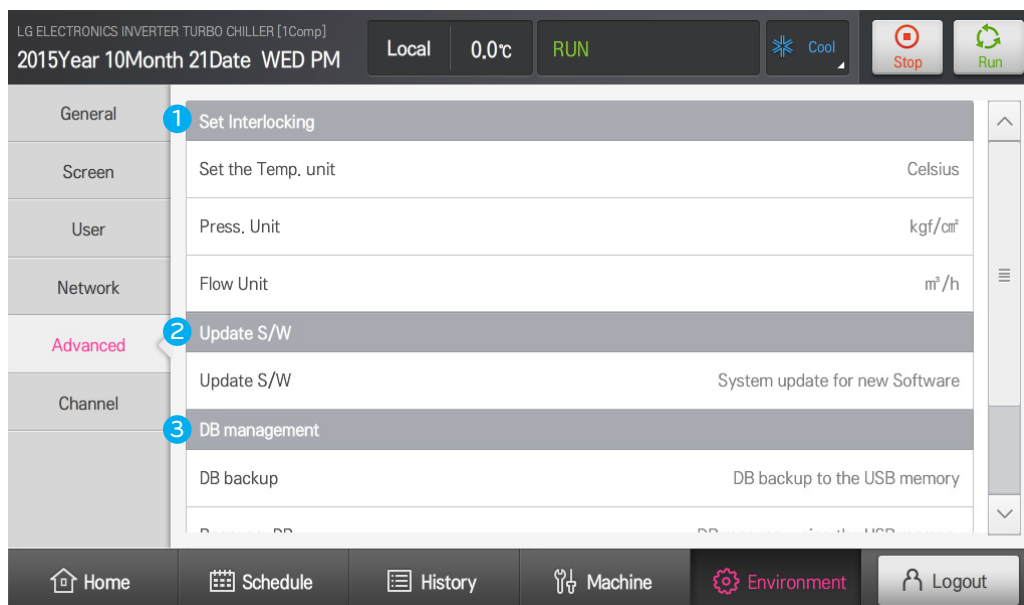 LG ELECTRONICS INVERTER TURBO CHILLER [1Comp]
2015Year 10Month 21Date WED PM
Local 0.0℃ RUN Cool Stop Run
General
Screen
User
Network
Advanced
Channel
1 Set Interlocking
Set the Temp. unit Celsius
Press. Unit kgf/㎠
Flow Unit m³/h
2 Update S/W
Update S/W System update for new Software
3 DB management
DB backup DB backup to the USB memory
Home Schedule History Machine Environment Logout